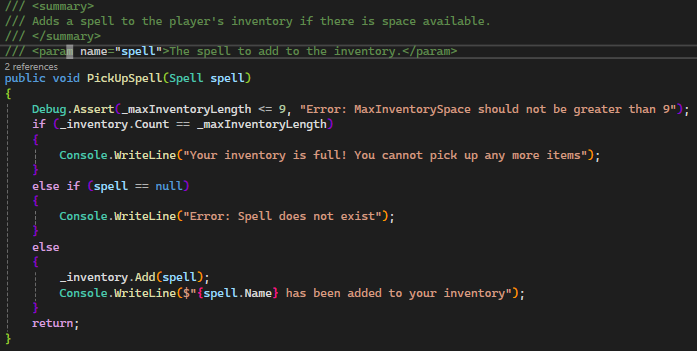 /// <summary>
/// Adds a spell to the player's inventory if there is space available.
/// </summary>
/// <param name="spell">The spell to add to the inventory.</param>
2 references
public void PickUpSpell(Spell spell)
{
Debug.Assert(_maxInventoryLength <= 9, "Error: MaxInventorySpace should not be greater than 9");
if (_inventory.Count == _maxInventoryLength)
{
Console.WriteLine("Your inventory is full! You cannot pick up any more items");
}
else if (spell == null)
{
Console.WriteLine("Error: Spell does not exist");
}
else
{
_inventory.Add(spell);
Console.WriteLine($"{spell.Name} has been added to your inventory");
}
return;
}